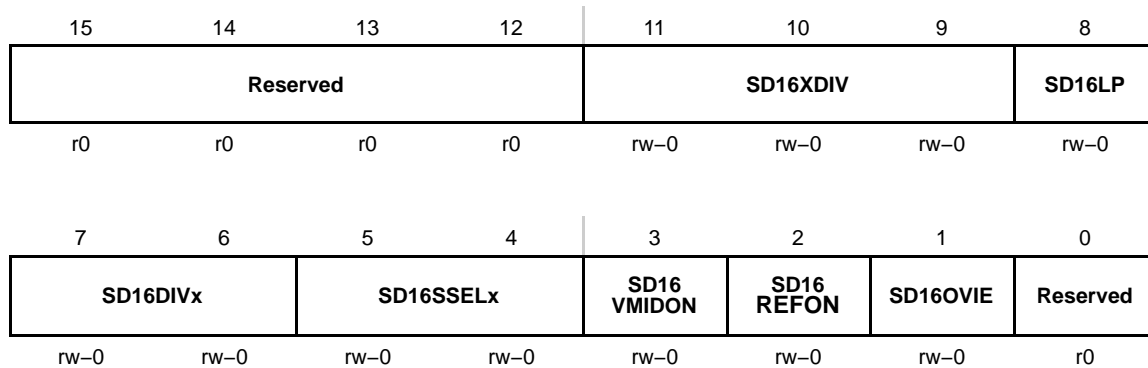 15 14 13 12 11 10 9 8
Reserved SD16XDIV SD16LP
r0 r0 r0 r0 rw−0 rw−0 rw−0 rw−0
7 6 5 4 3 2 1 0
SD16DIVx SD16SSELx SD16 VMIDON SD16 REFON SD16OVIE Reserved
rw−0 rw−0 rw−0 rw−0 rw−0 rw−0 rw−0 r0